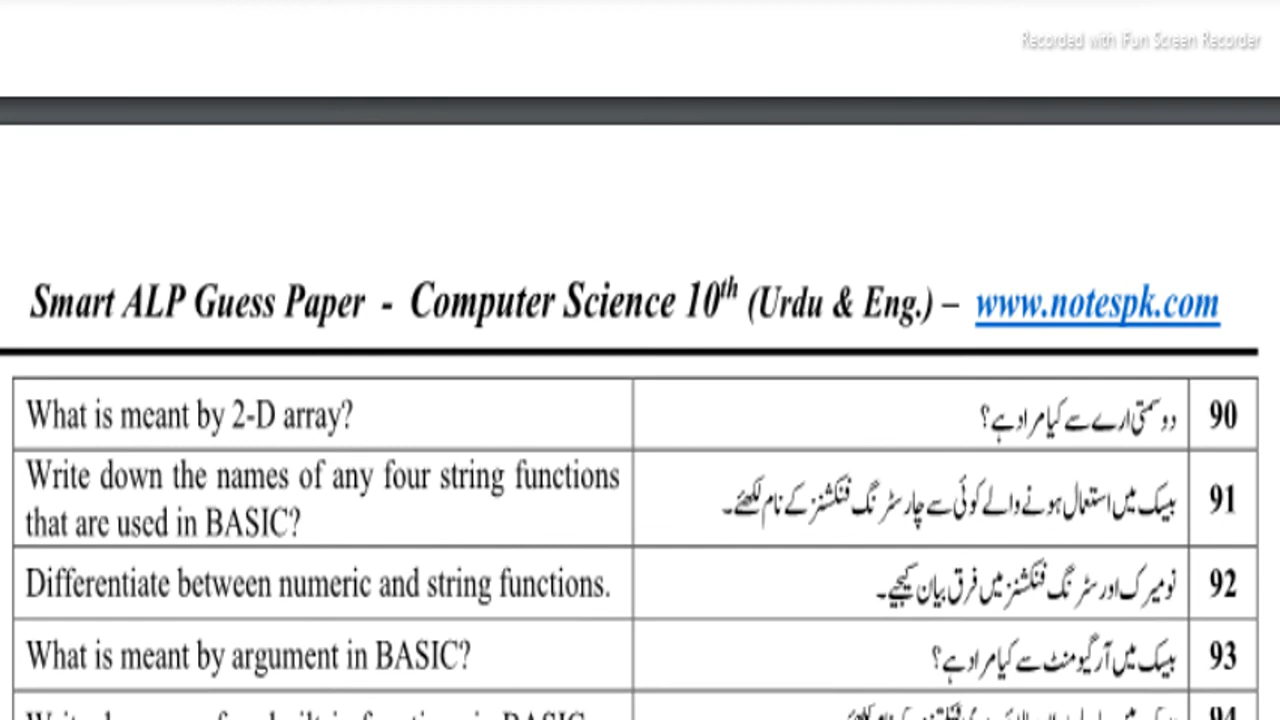 Recorded with iFun Screen Recorder
Smart ALP Guess Paper - Computer Science 10th (Urdu & Eng.) – www.notespk.com
What is meant by 2-D array?
دو سمتی ارے سے کیا مراد ہے؟
90
Write down the names of any four string functions
that are used in BASIC?
بیسک میں استعمال ہونے والے کوئی سے چار سٹرنگ فنکشنز کے نام لکھئے۔
91
Differentiate between numeric and string functions.
نومیرک اور سٹرنگ فنکشنز میں فرق بیان کیجیے۔
92
What is meant by argument in BASIC?
بیسک میں آرگیومنٹ سے کیا مراد ہے؟
93